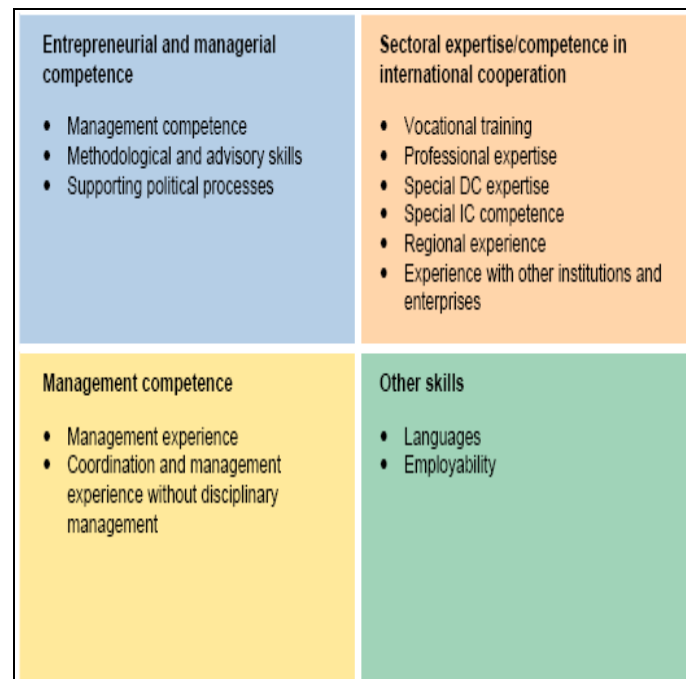 Entrepreneurial and managerial
competence
• Management competence
• Methodological and advisory skills
• Supporting political processes
Sectoral expertise/competence in
international cooperation
• Vocational training
• Professional expertise
• Special DC expertise
• Special IC competence
• Regional experience
• Experience with other institutions and
enterprises
Management competence
• Management experience
• Coordination and management
experience without disciplinary
management
Other skills
• Languages
• Employability